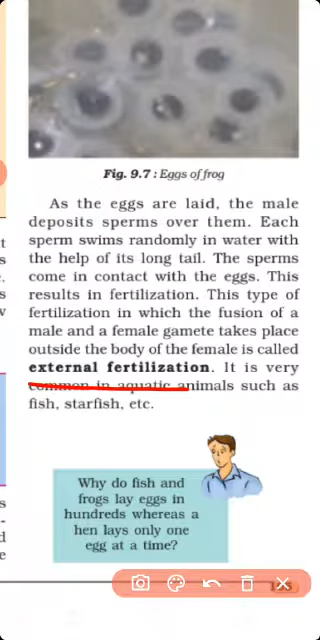 Fig. 9.7 : Eggs of frog
As the eggs are laid, the male
deposits sperms over them. Each
sperm swims randomly in water with
the help of its long tail. The sperms
come in contact with the eggs. This
results in fertilization. This type of
fertilization in which the fusion of a
male and a female gamete takes place
outside the body of the female is called
external fertilization. It is very
common in aquatic animals such as
fish, starfish, etc.
Why do fish and
frogs lay eggs in
hundreds whereas a
hen lays only one
egg at a time?